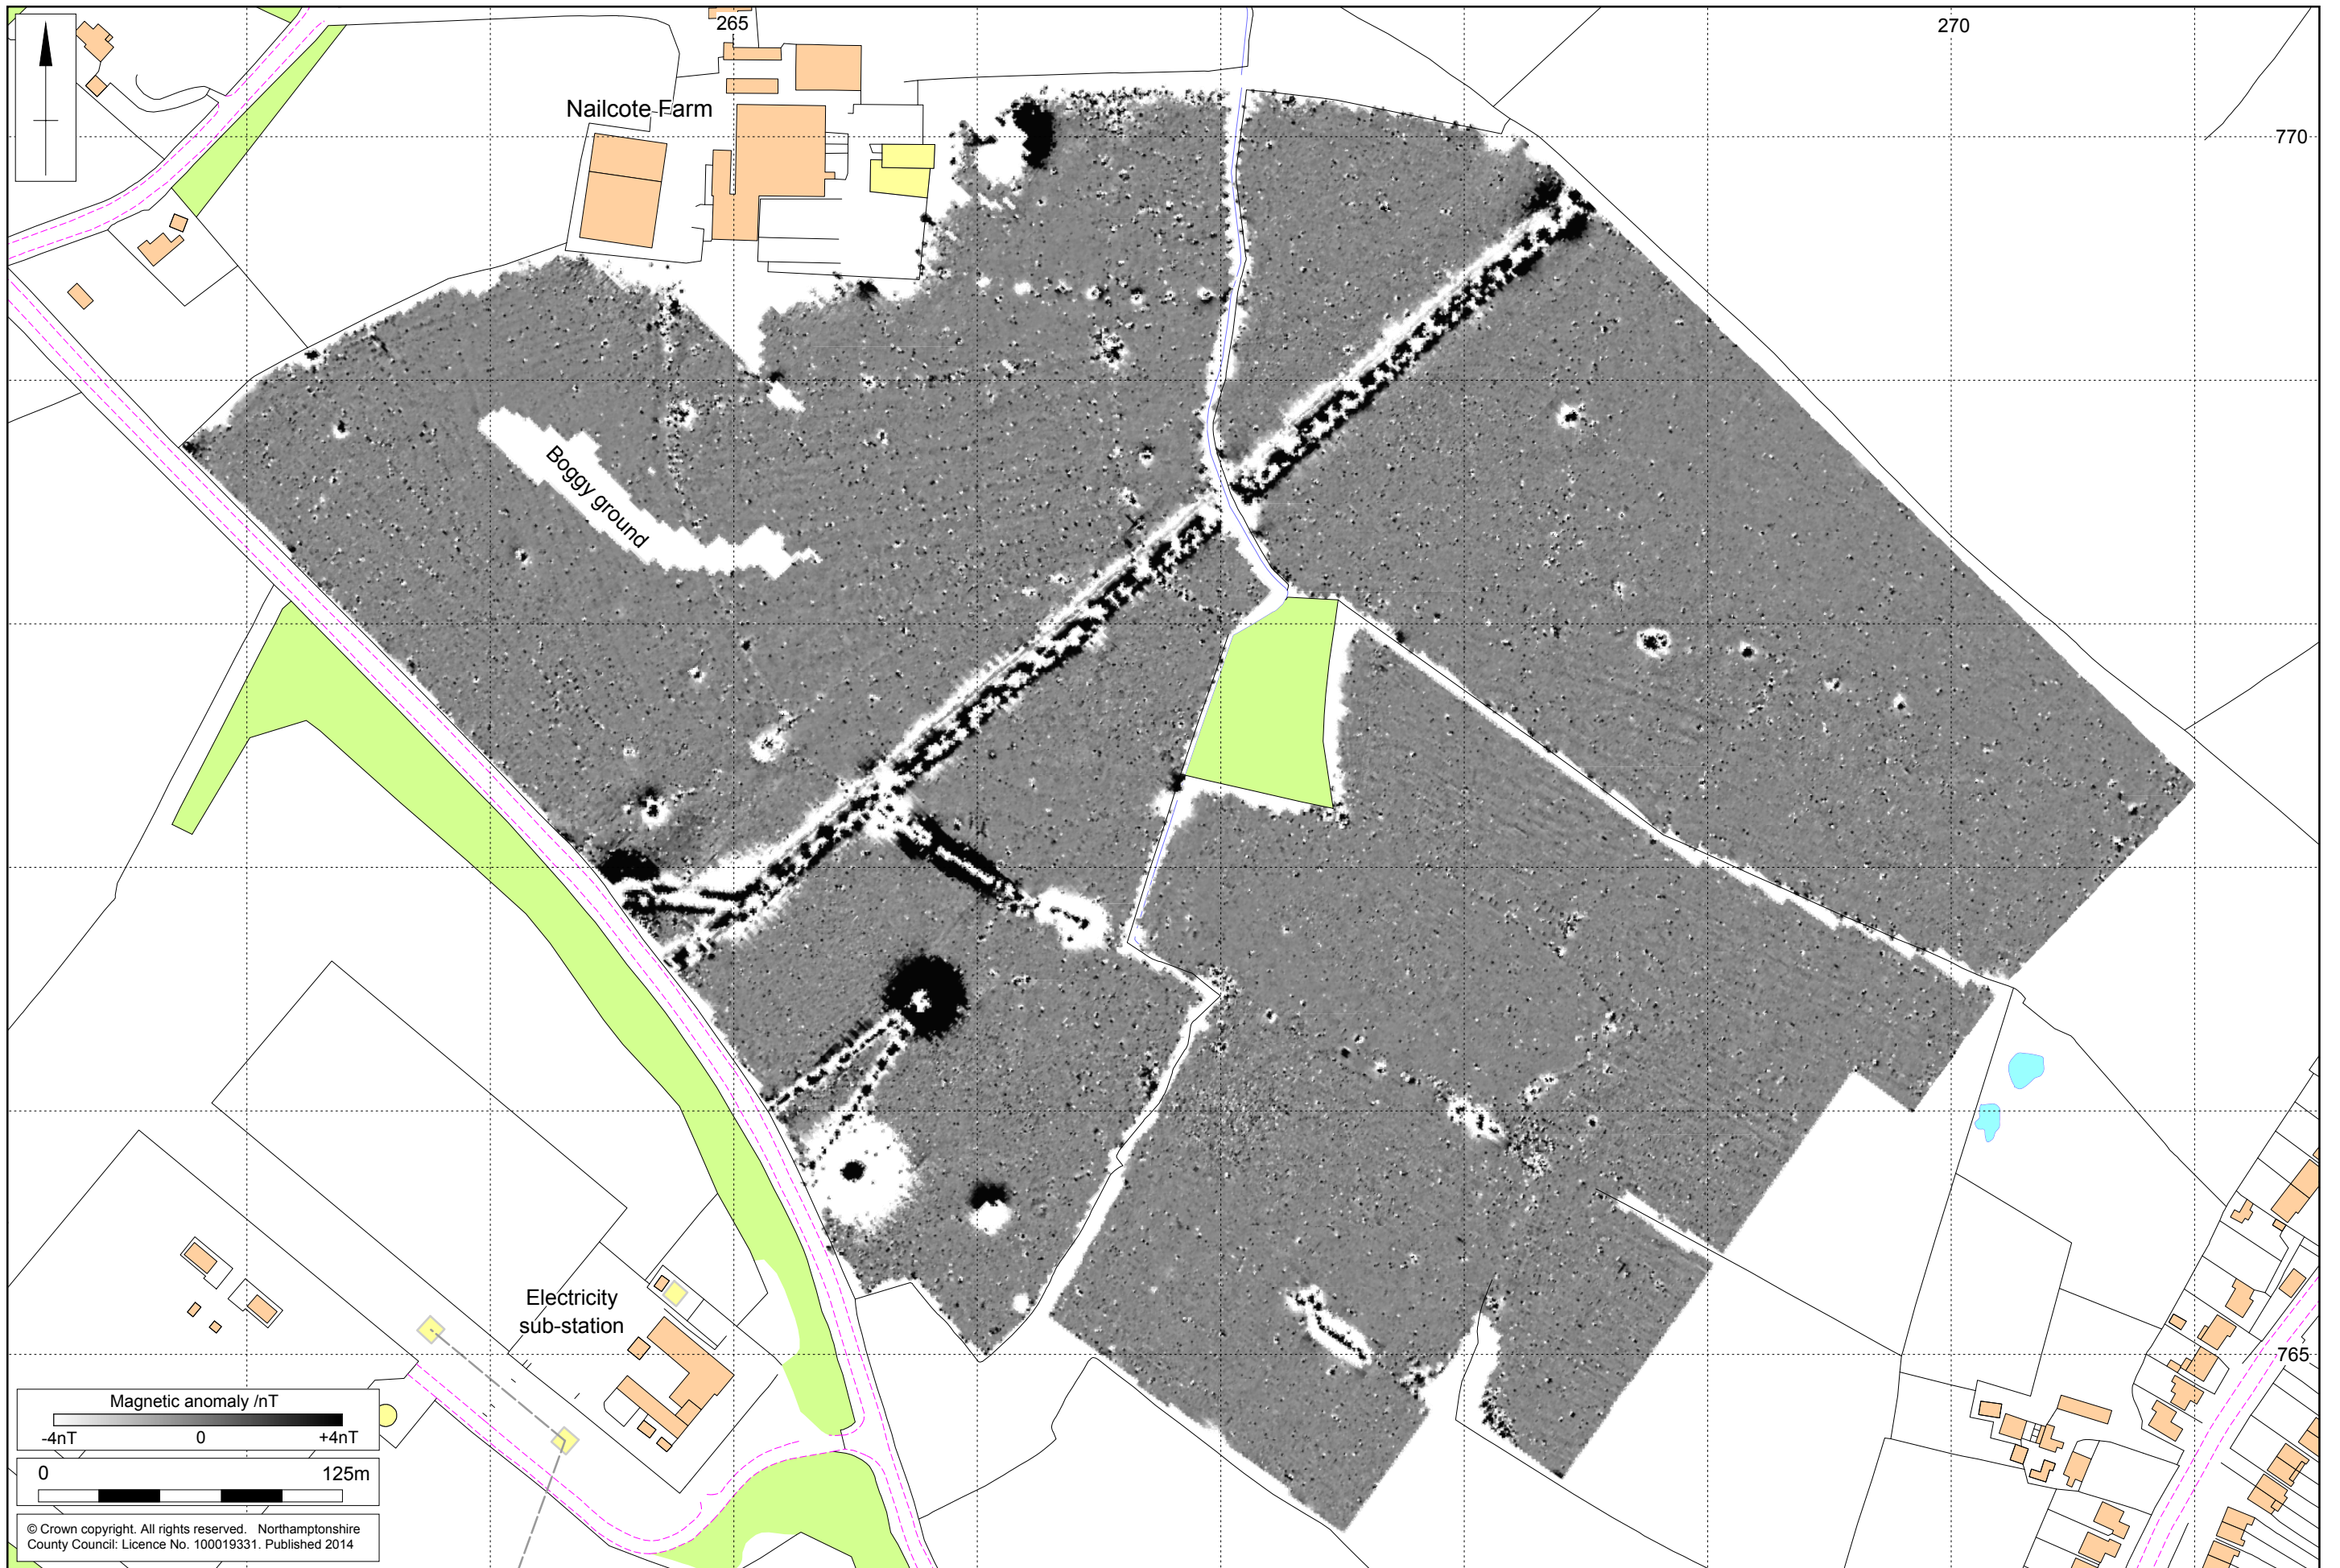 265
270
Nailcote Farm
770
Boggy ground
Electricity
sub-station
765
Magnetic anomaly /nT
-4nT 0 +4nT
0 125m
© Crown copyright. All rights reserved. Northamptonshire
County Council: Licence No. 100019331. Published 2014